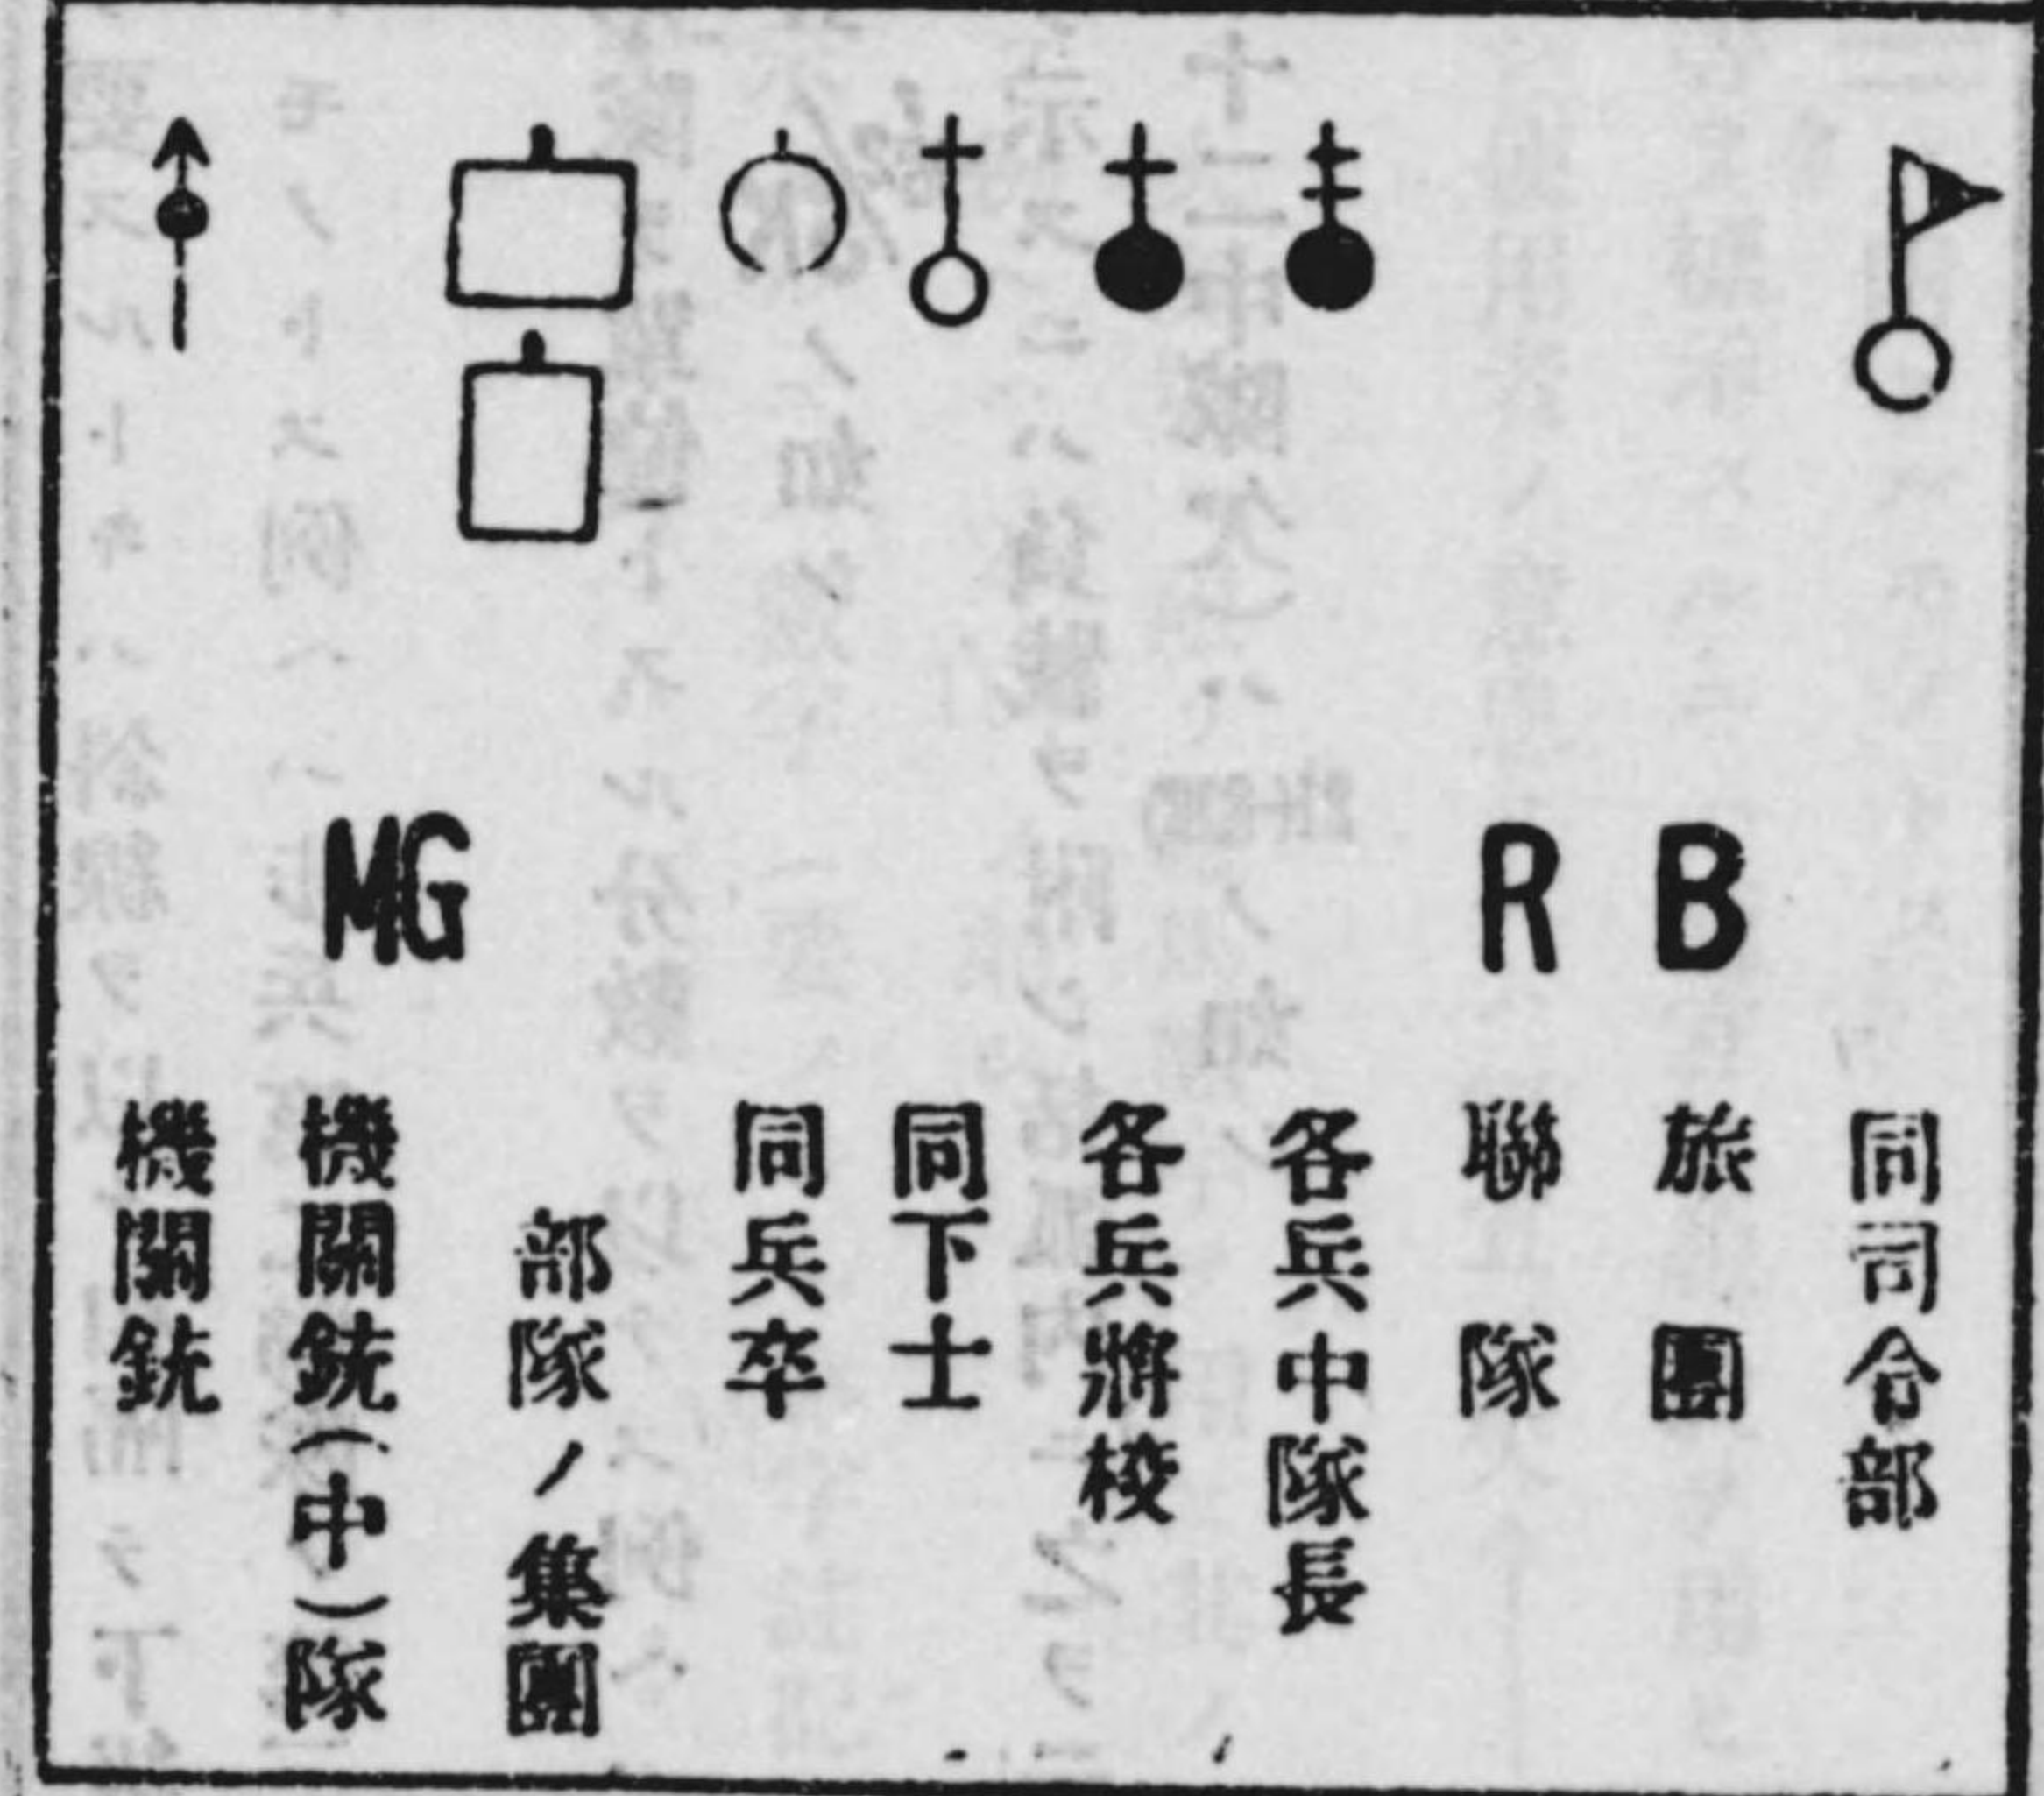 同司令部
B 旅團
R 聯隊
各兵中隊長
各兵將校
同下士
同兵卒
部隊ノ集團
MG 機關銃(中)隊
機關銃